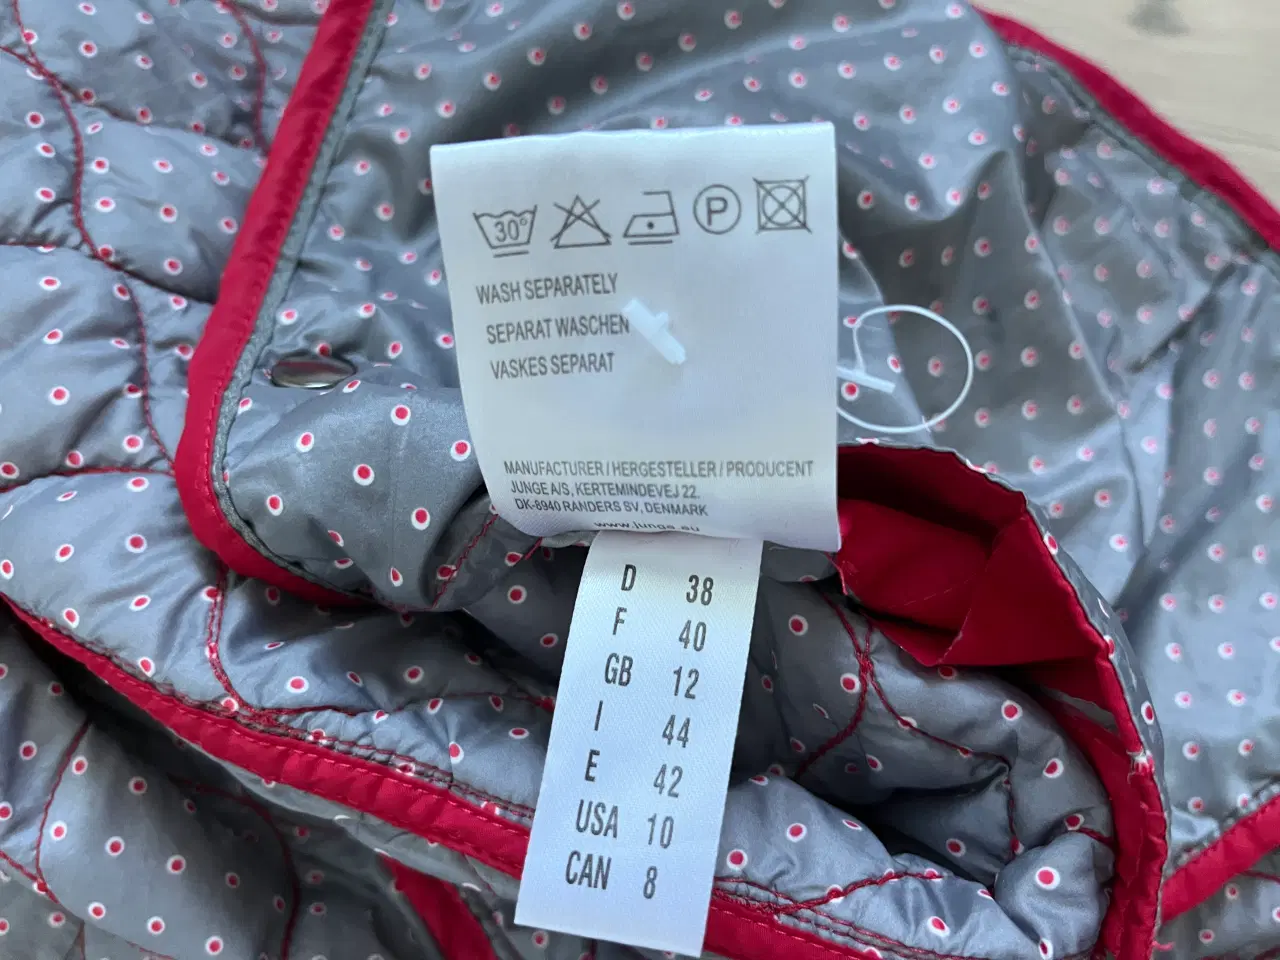 30°
P
WASH SEPARATELY
SEPARAT WASCHEN
VASKES SEPARAT
MANUFACTURER / HERGESTELLER / PRODUCENT
JUNGE A/S, KERTEMINDEVEJ 22.
DK-8940 RANDERS SV, DENMARK
www.junge.eu
D 38
F 40
GB 12
I 44
E 42
USA 10
CAN 8